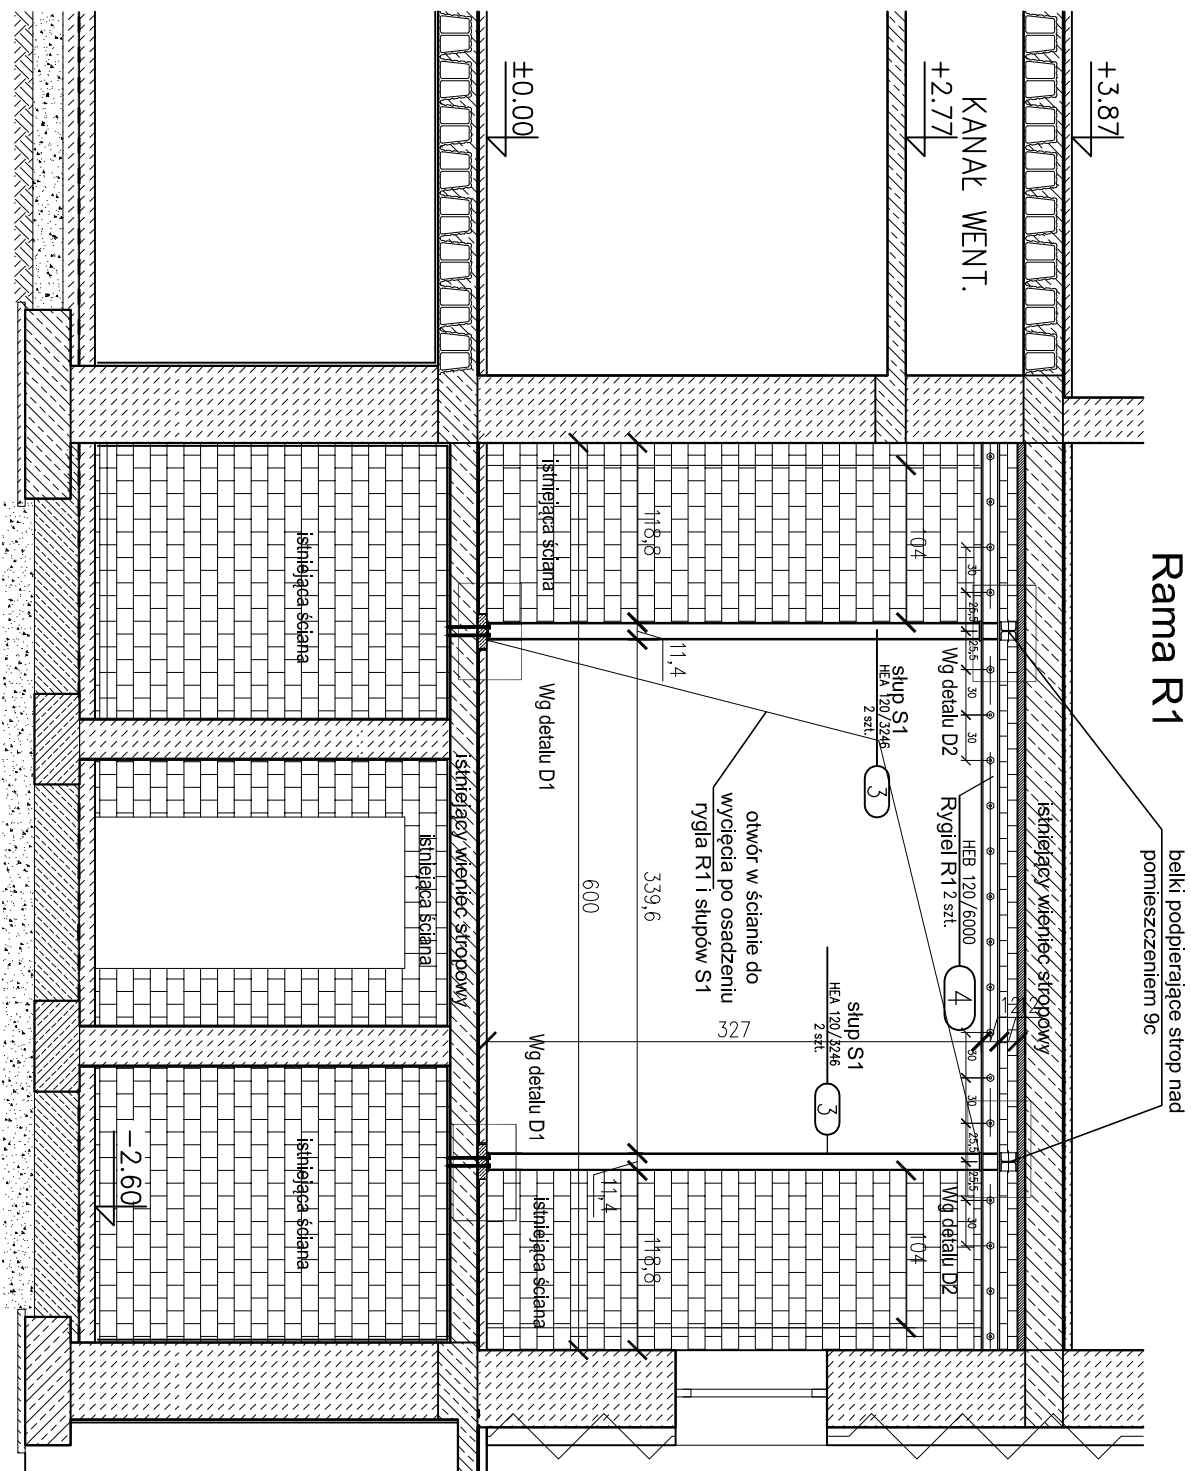 Rama R1
belki podpierające strop nad
pomieszczeniem 9c
+3.87
KANAŁ WENT.
+2.77
±0.00
-2.60
istniejący wieniec stropowy
HEB 120/6000
Rygiel R1 2 szt.
4
Wg detalu D2
Wg detalu D2
30
25,5
25,5
30
30
30
30
25,5
25,5
30
104
104
słup S1
HEA 120/3246
2 szt.
3
słup S1
HEA 120/3246
2 szt.
3
327
otwór w ścianie do
wycięcia po osadzeniu
rygla R1 i słupów S1
118,8
11,4
339,6
11,4
118,8
600
istniejąca ściana
Wg detalu D1
Wg detalu D1
istniejąca ściana
istniejący wieniec stropowy
istniejąca ściana
istniejąca ściana
istniejąca ściana